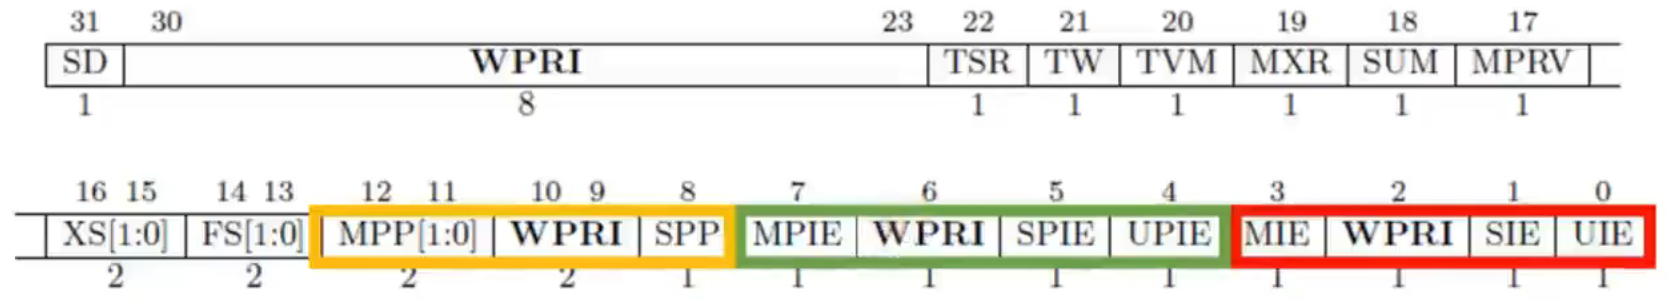 31 30 23 22 21 20 19 18 17
SD WPRI TSR TW TVM MXR SUM MPRV
1 8 1 1 1 1 1 1
16 15 14 13 12 11 10 9 8 7 6 5 4 3 2 1 0
XS[1:0] FS[1:0] MPP[1:0] WPRI SPP MPIE WPRI SPIE UPIE MIE WPRI SIE UIE
2 2 2 2 1 1 1 1 1 1 1 1 1